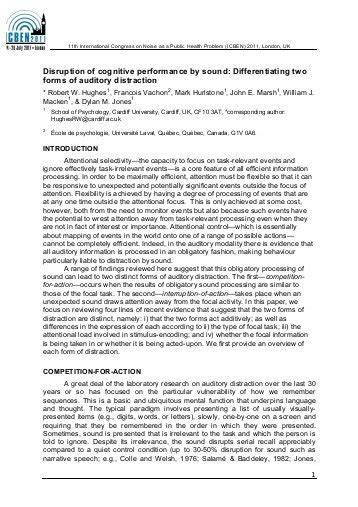 ICBEN 2011
11th International Congress on Noise as a Public Health Problem (ICBEN) 2011, London, UK
Disruption of cognitive performance by sound: Differentiating two
forms of auditory distraction
* Robert W. Hughes1, Francois Vachon2, Mark Hurlstone1, John E. Marsh1, William J.
Macken1, & Dylan M. Jones1
1 School of Psychology, Cardiff University, Cardiff, UK, CF10 3AT, *corresponding author:
HughesRW@cardiff.ac.uk
2 École de psychologie, Université Laval, Québec, Québec, Canada, G1V 0A6.
INTRODUCTION
Attentional selectivity—the capacity to focus on task-relevant events and
ignore effectively task-irrelevant events—is a core feature of all efficient information
processing. In order to be maximally efficient, attention must be flexible so that it can
be responsive to unexpected and potentially significant events outside the focus of
attention. Flexibility is achieved by having a degree of processing of events that are
at any one time outside the attentional focus. This is only achieved at some cost,
however, both from the need to monitor events but also because such events have
the potential to wrest attention away from task-relevant processing even when they
are not in fact of interest or importance. Attentional control—which is essentially
about mapping of events in the world onto one of a range of possible actions—
cannot be completely efficient. Indeed, in the auditory modality there is evidence that
all auditory information is processed in an obligatory fashion, making behaviour
particularly liable to distraction by sound.
A range of findings reviewed here suggest that this obligatory processing of
sound can lead to two distinct forms of auditory distraction. The first—competition-
for-action—occurs when the results of obligatory sound processing are similar to
those of the focal task. The second—interruption-of-action—takes place when an
unexpected sound draws attention away from the focal activity. In this paper, we
focus on reviewing four lines of recent evidence that suggest that the two forms of
distraction are distinct, namely: i) that the two forms act additively; as well as
differences in the expression of each according to ii) the type of focal task; iii) the
attentional load involved in stimulus-encoding; and iv) whether the focal information
is being taken in or whether it is being acted-upon. We first provide an overview of
each form of distraction.
COMPETITION-FOR-ACTION
A great deal of the laboratory research on auditory distraction over the last 30
years or so has focused on the particular vulnerability of how we remember
sequences. This is a basic and ubiquitous mental function that underpins language
and thought. The typical paradigm involves presenting a list of usually visually-
presented items (e.g., digits, words, or letters), slowly, one-by-one on a screen and
requiring that they be remembered in the order in which they were presented.
Sometimes, sound is presented that is irrelevant to the task and which the person is
told to ignore. Despite its irrelevance, the sound disrupts serial recall appreciably
compared to a quiet control condition (up to 30-50% disruption for sound such as
narrative speech; e.g., Colle and Welsh, 1976; Salamé & Baddeley, 1982; Jones,
1